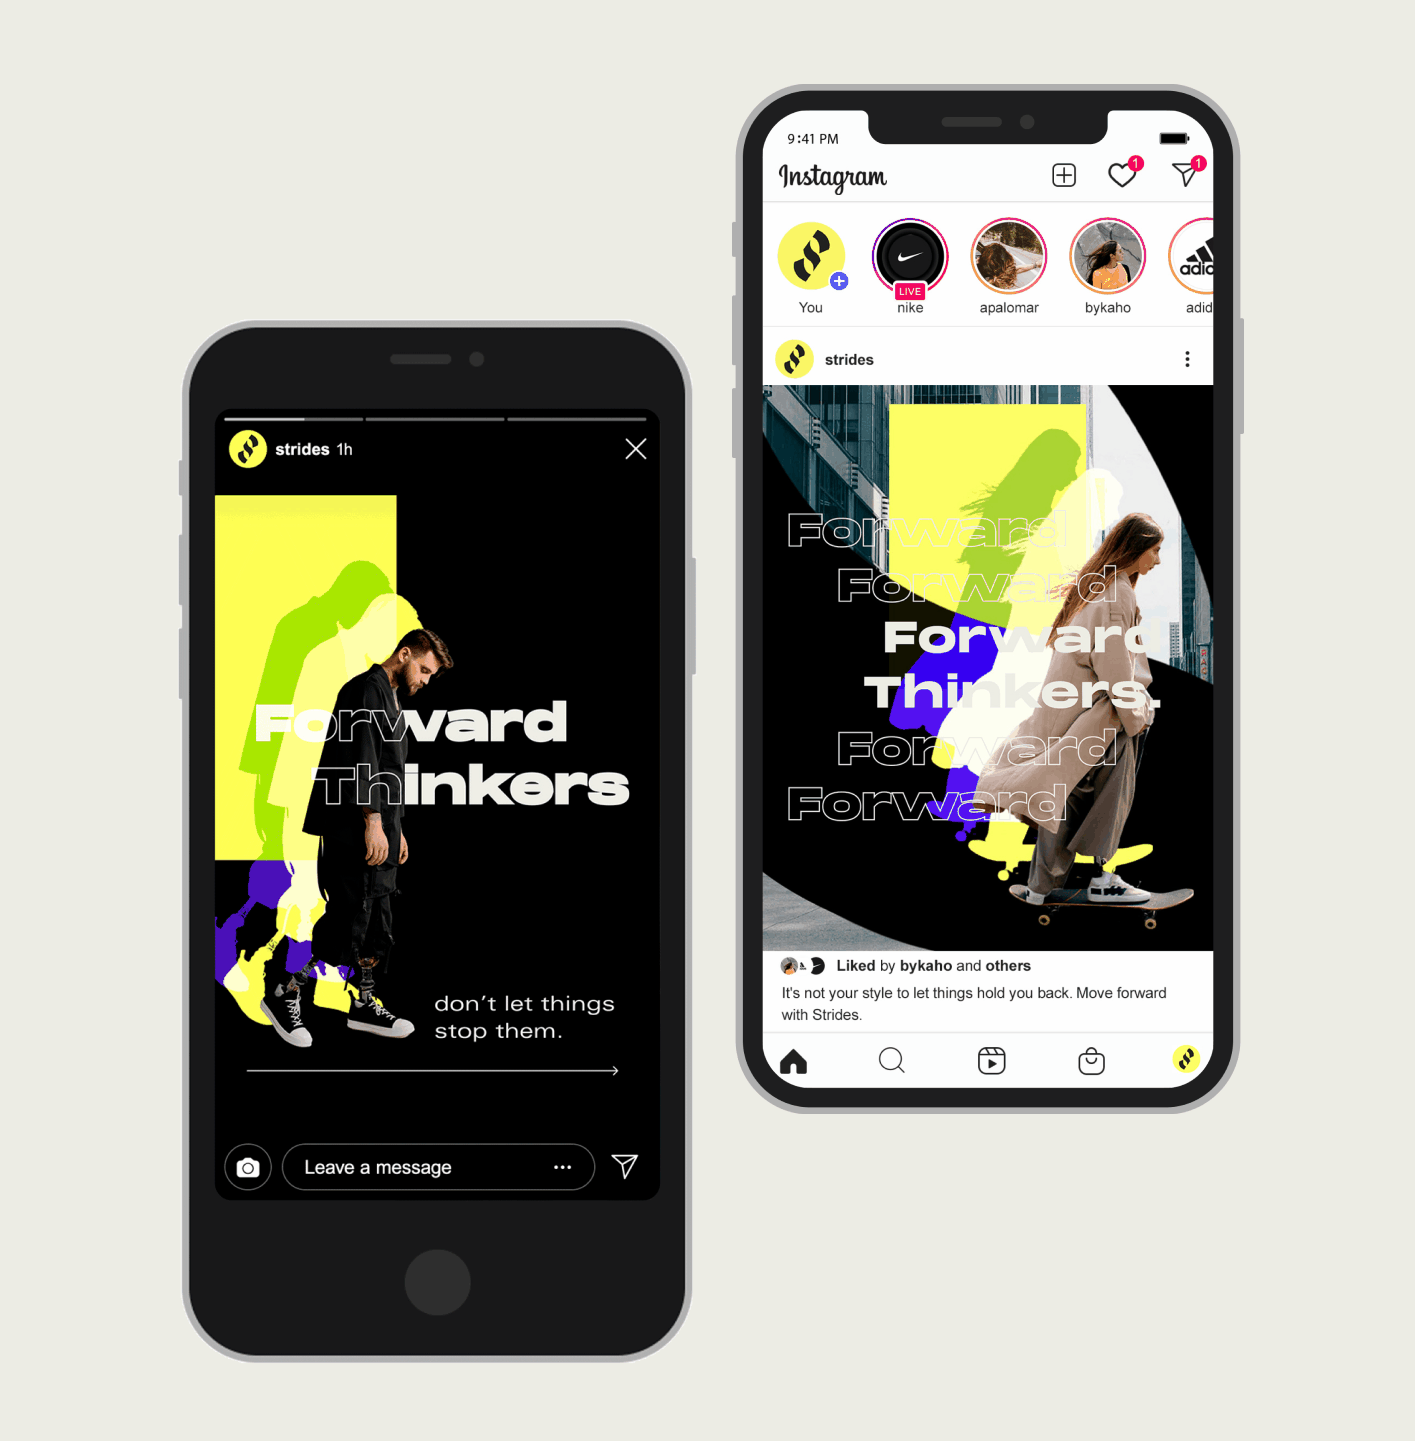 strides 1h
Forward
Thinkers
don't let things
stop them.
Leave a message
9:41 PM
Instagram
1
1
LIVE
You
nike
apalomar
bykaho
adid
adid
strides
Forward
Forward
Forward
Thinkers.
Forward
Forward
Liked by bykaho and others
It's not your style to let things hold you back. Move forward
with Strides.